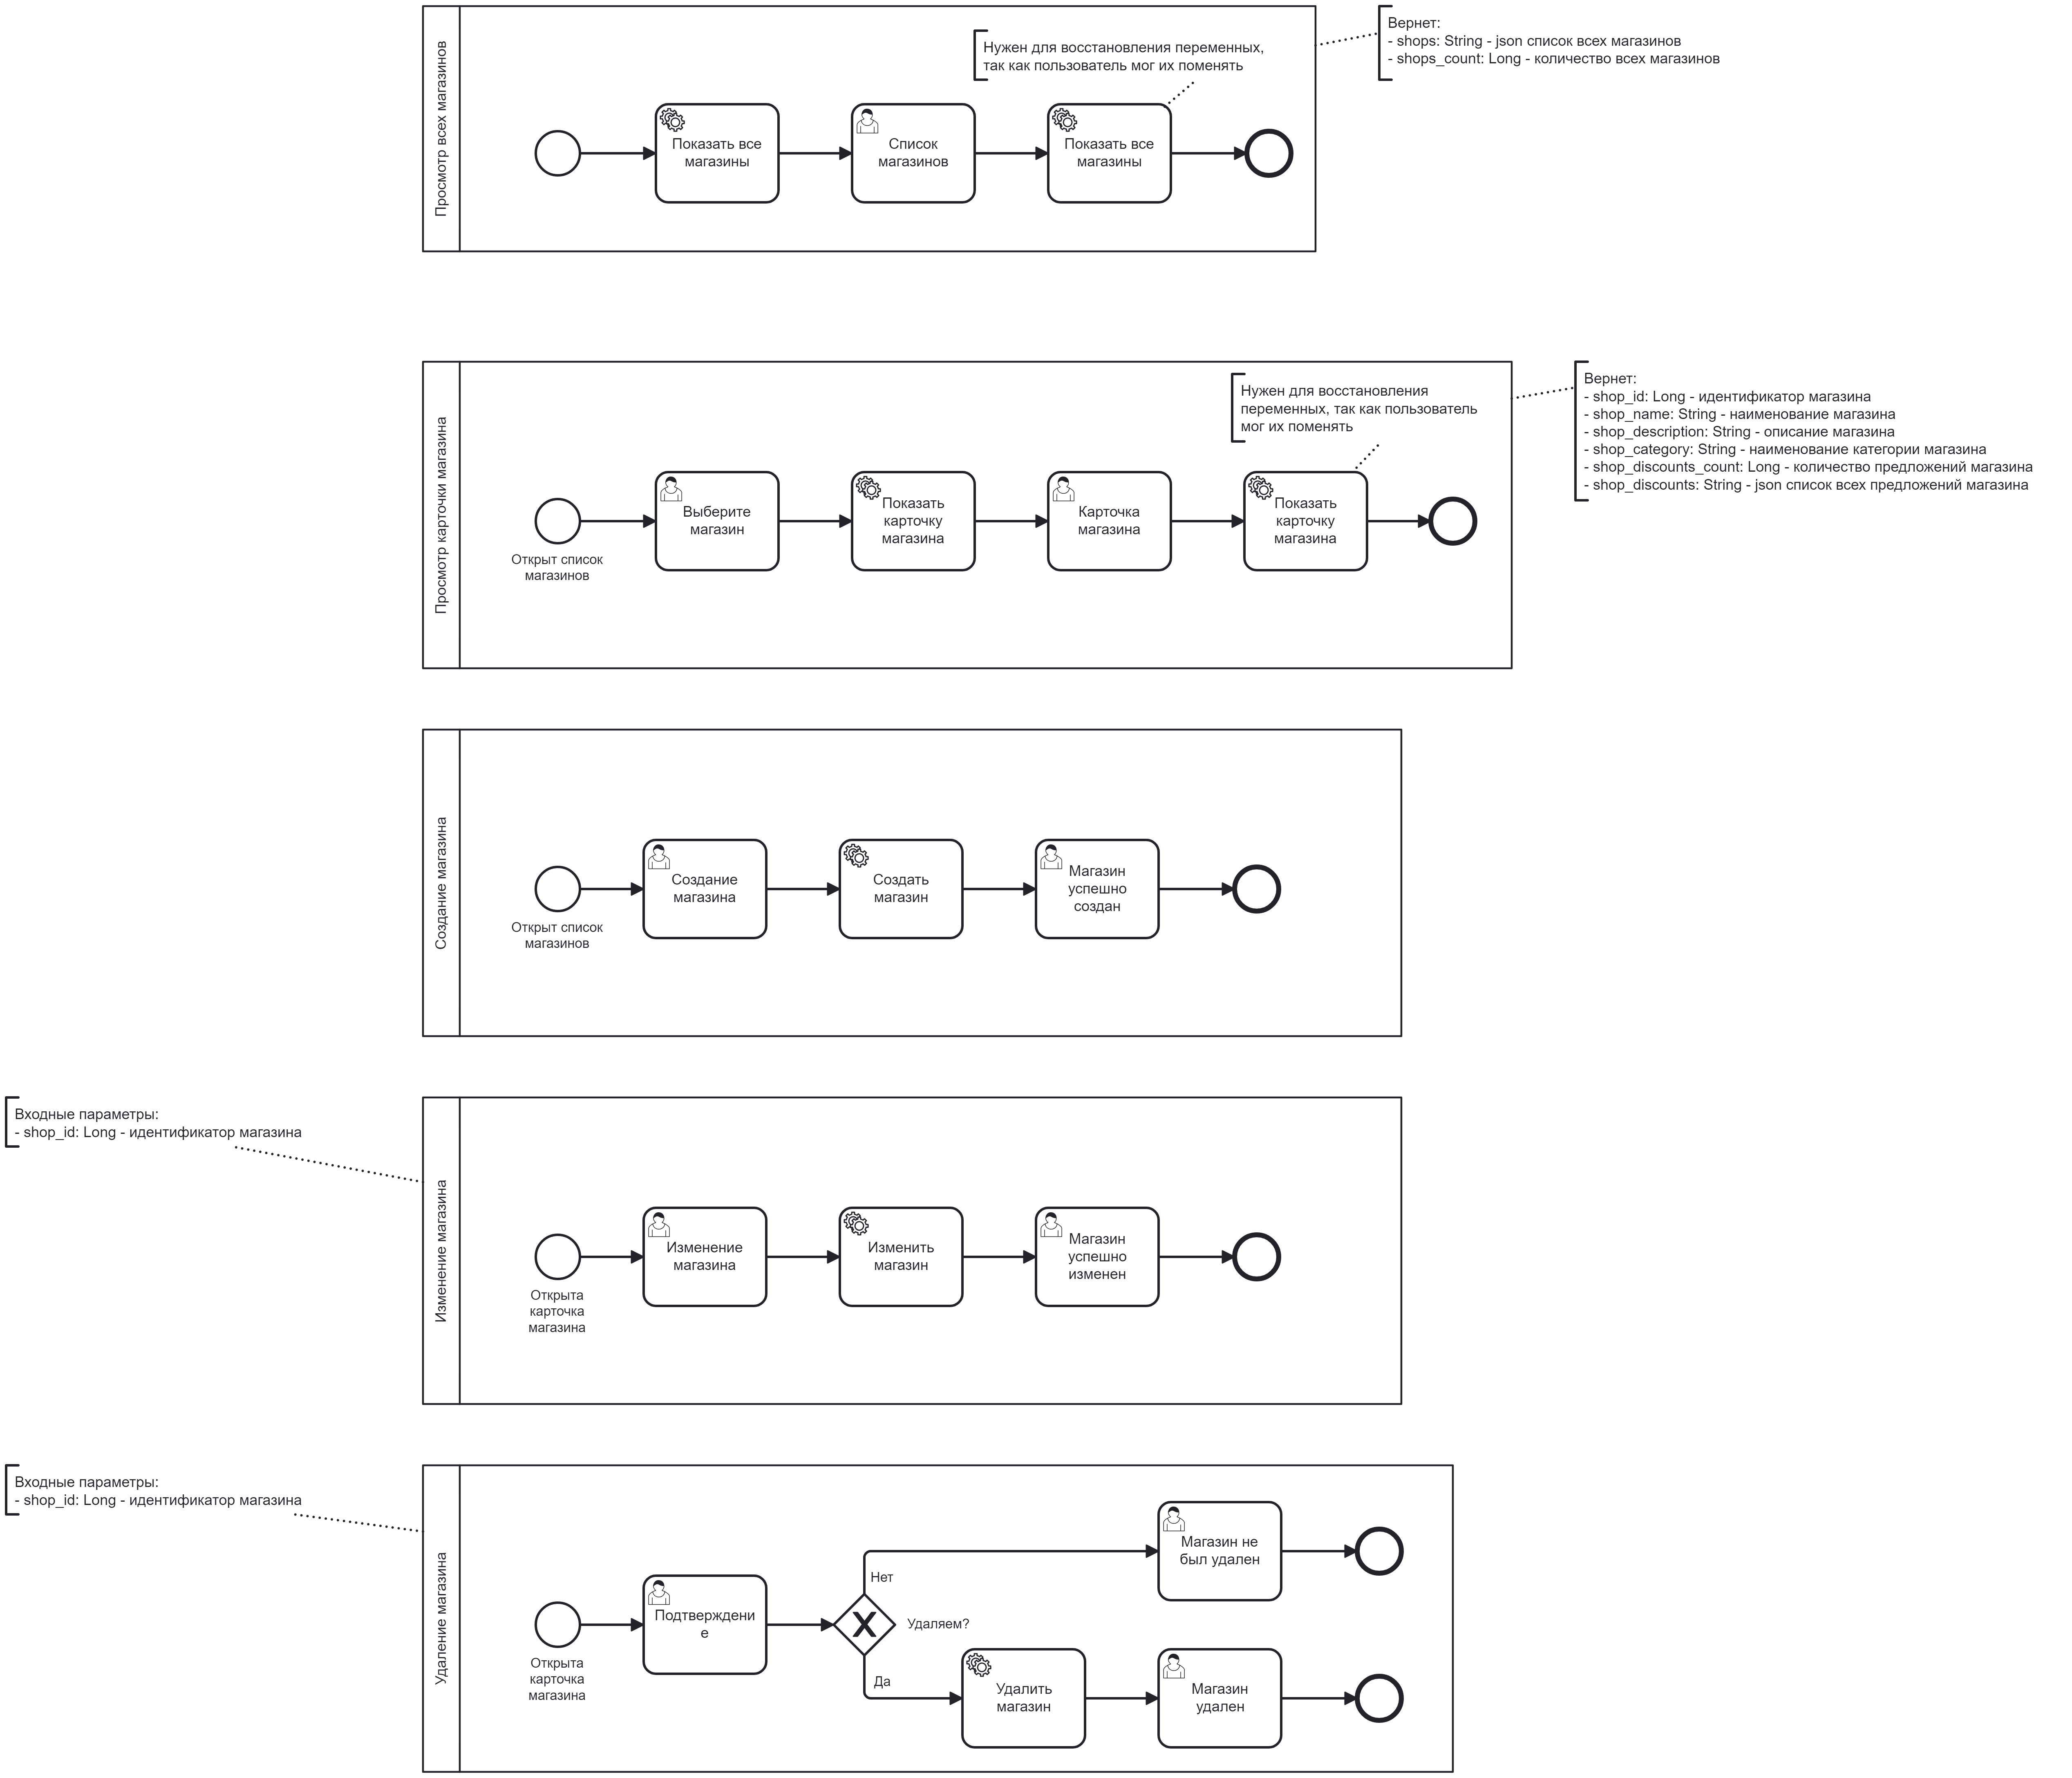 Просмотр всех магазинов
Нужен для восстановления переменных,
так как пользователь мог их поменять
Вернет:
- shops: String - json список всех магазинов
- shops_count: Long - количество всех магазинов
Показать все
магазины
Список
магазинов
Показать все
магазины
Просмотр карточки магазина
Нужен для восстановления
переменных, так как пользователь
мог их поменять
Вернет:
- shop_id: Long - идентификатор магазина
- shop_name: String - наименование магазина
- shop_description: String - описание магазина
- shop_category: String - наименование категории магазина
- shop_discounts_count: Long - количество предложений магазина
- shop_discounts: String - json список всех предложений магазина
Открыт список
магазинов
Выберите
магазин
Показать
карточку
магазина
Карточка
магазина
Показать
карточку
магазина
Создание магазина
Открыт список
магазинов
Создание
магазина
Создать
магазин
Магазин
успешно
создан
Входные параметры:
- shop_id: Long - идентификатор магазина
Изменение магазина
Открыта
карточка
магазина
Изменение
магазина
Изменить
магазин
Магазин
успешно
изменен
Входные параметры:
- shop_id: Long - идентификатор магазина
Удаление магазина
Открыта
карточка
магазина
Подтверждени
е
Нет
Удаляем?
Да
Магазин не
был удален
Удалить
магазин
Магазин
удален